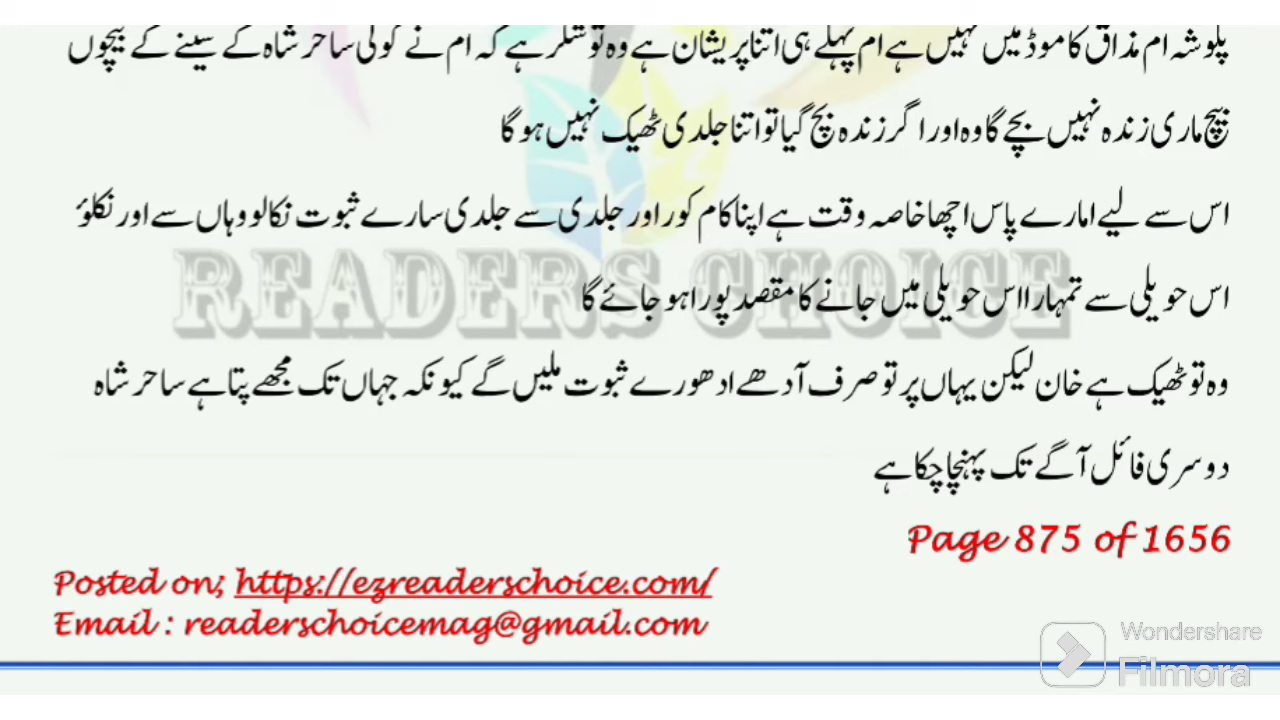 پلوشہ ام مذاق کا موڈ میں نہیں ہے ام پہلے ہی اتنا پریشان ہے وہ تو شکر ہے کہ ام نے گولی ساحر شاہ کے سینے کے بیچوں
بیچ ماری زندہ نہیں بچے گا وہ اور اگر زندہ بچ گیا تو اتنا جلدی ٹھیک نہیں ہو گا
اس سے لیے امارے پاس اچھا خاصہ وقت ہے اپنا کام کور اور جلدی سے جلدی سارے ثبوت نکالو وہاں سے اور نکلوؤ
اس حویلی سے تمہارا اس حویلی میں جانے کا مقصد پورا ہو جائے گا
READERS CHOICE
وہ تو ٹھیک ہے خان لیکن یہاں پر تو صرف آدھے ادھورے ثبوت ملیں گے کیونکہ جہاں تک مجھے پتا ہے ساحر شاہ
دوسری فائل آگے تک پہنچا چکا ہے
Page 875 of 1656
Posted on; https://ezreaderschoice.com/
Email : readerschoicemag@gmail.com
Wondershare
Filmora